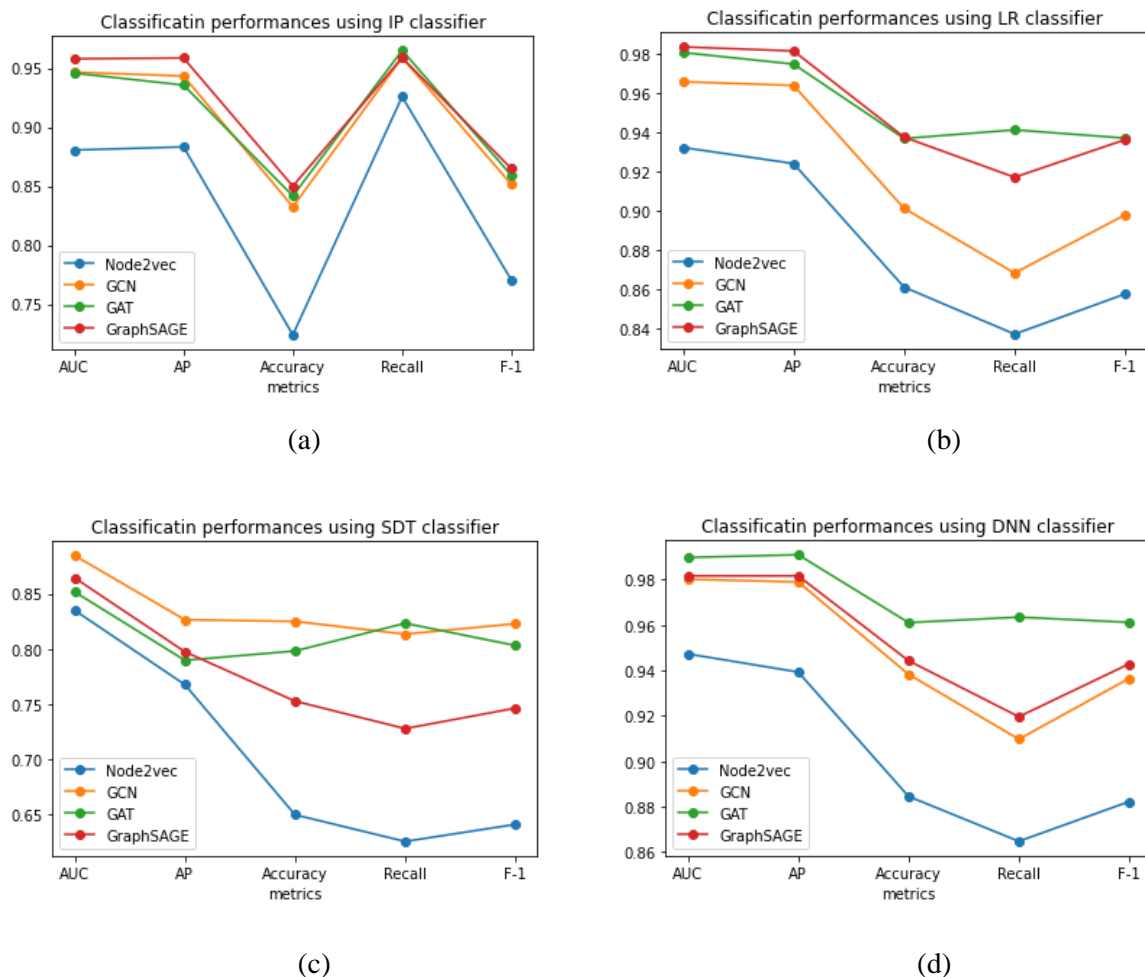 Classificatin performances using IP classifier
0.95
0.90
0.85
0.80
0.75
Node2vec
GCN
GAT
GraphSAGE
AUC AP Accuracy Recall F-1
metrics
(a)
Classificatin performances using LR classifier
0.98
0.96
0.94
0.92
0.90
0.88
0.86
0.84
Node2vec
GCN
GAT
GraphSAGE
AUC AP Accuracy Recall F-1
metrics
(b)
Classificatin performances using SDT classifier
0.85
0.80
0.75
0.70
0.65
Node2vec
GCN
GAT
GraphSAGE
AUC AP Accuracy Recall F-1
metrics
(c)
Classificatin performances using DNN classifier
0.98
0.96
0.94
0.92
0.90
0.88
0.86
Node2vec
GCN
GAT
GraphSAGE
AUC AP Accuracy Recall F-1
metrics
(d)